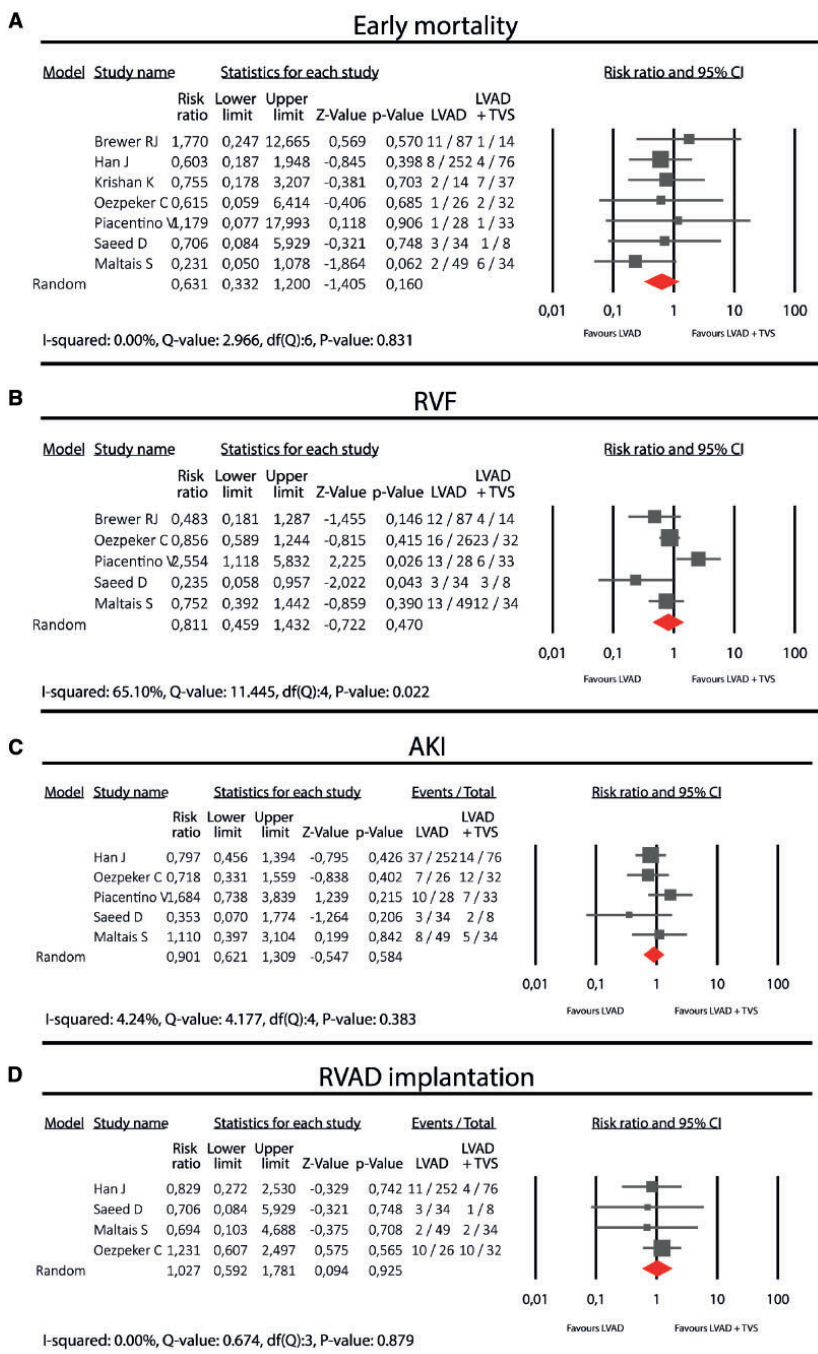 A
Early mortality
Model Study name Statistics for each study Risk ratio and 95% CI
Risk Lower Upper LVAD
ratio limit limit Z-Value p-Value LVAD + TVS
Brewer RJ 1,770 0,247 12,665 0,569 0,570 11 / 87 1 / 14
Han J 0,603 0,187 1,948 -0,845 0,398 8 / 252 4 / 76
Krishan K 0,755 0,178 3,207 -0,381 0,703 2 / 14 7 / 37
Oezpeker C 0,615 0,059 6,414 -0,406 0,685 1 / 26 2 / 32
Piacentino V 1,179 0,077 17,993 0,118 0,906 1 / 28 1 / 33
Saeed D 0,706 0,084 5,929 -0,321 0,748 3 / 34 1 / 8
Maltais S 0,231 0,050 1,078 -1,864 0,062 2 / 49 6 / 34
Random 0,631 0,332 1,200 -1,405 0,160
0,01 0,1 1 10 100
Favours LVAD Favours LVAD + TVS
I-squared: 0.00%, Q-value: 2.966, df(Q):6, P-value: 0.831
B
RVF
Model Study name Statistics for each study Risk ratio and 95% CI
Risk Lower Upper LVAD
ratio limit limit Z-Value p-Value LVAD + TVS
Brewer RJ 0,483 0,181 1,287 -1,455 0,146 12 / 87 4 / 14
Oezpeker C 0,856 0,589 1,244 -0,815 0,415 16 / 26 23 / 32
Piacentino V 2,554 1,118 5,832 2,225 0,026 13 / 28 6 / 33
Saeed D 0,235 0,058 0,957 -2,022 0,043 3 / 34 3 / 8
Maltais S 0,752 0,392 1,442 -0,859 0,390 13 / 49 12 / 34
Random 0,811 0,459 1,432 -0,722 0,470
0,01 0,1 1 10 100
Favours LVAD Favours LVAD + TVS
I-squared: 65.10%, Q-value: 11.445, df(Q):4, P-value: 0.022
C
AKI
Model Study name Statistics for each study Events / Total Risk ratio and 95% CI
Risk Lower Upper LVAD
ratio limit limit Z-Value p-Value LVAD + TVS
Han J 0,797 0,456 1,394 -0,795 0,426 37 / 252 14 / 76
Oezpeker C 0,718 0,331 1,559 -0,838 0,402 7 / 26 12 / 32
Piacentino V 1,684 0,738 3,839 1,239 0,215 10 / 28 7 / 33
Saeed D 0,353 0,070 1,774 -1,264 0,206 3 / 34 2 / 8
Maltais S 1,110 0,397 3,104 0,199 0,842 8 / 49 5 / 34
Random 0,901 0,621 1,309 -0,547 0,584
0,01 0,1 1 10 100
Favours LVAD Favours LVAD + TVS
I-squared: 4.24%, Q-value: 4.177, df(Q):4, P-value: 0.383
D
RVAD implantation
Model Study name Statistics for each study Events / Total Risk ratio and 95% CI
Risk Lower Upper LVAD
ratio limit limit Z-Value p-Value LVAD + TVS
Han J 0,829 0,272 2,530 -0,329 0,742 11 / 252 4 / 76
Saeed D 0,706 0,084 5,929 -0,321 0,748 3 / 34 1 / 8
Maltais S 0,694 0,103 4,688 -0,375 0,708 2 / 49 2 / 34
Oezpeker C 1,231 0,607 2,497 0,575 0,565 10 / 26 10 / 32
Random 1,027 0,592 1,781 0,094 0,925
0,01 0,1 1 10 100
Favours LVAD Favours LVAD + TVS
I-squared: 0.00%, Q-value: 0.674, df(Q):3, P-value: 0.879